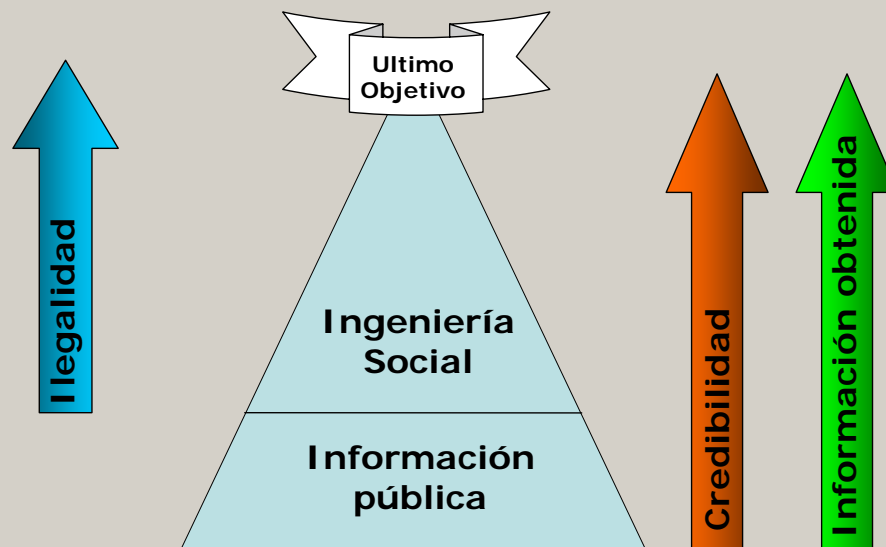 Ultimo
Objetivo
Ilegalidad
Ingeniería
Social
Información
pública
Credibilidad
Información obtenida